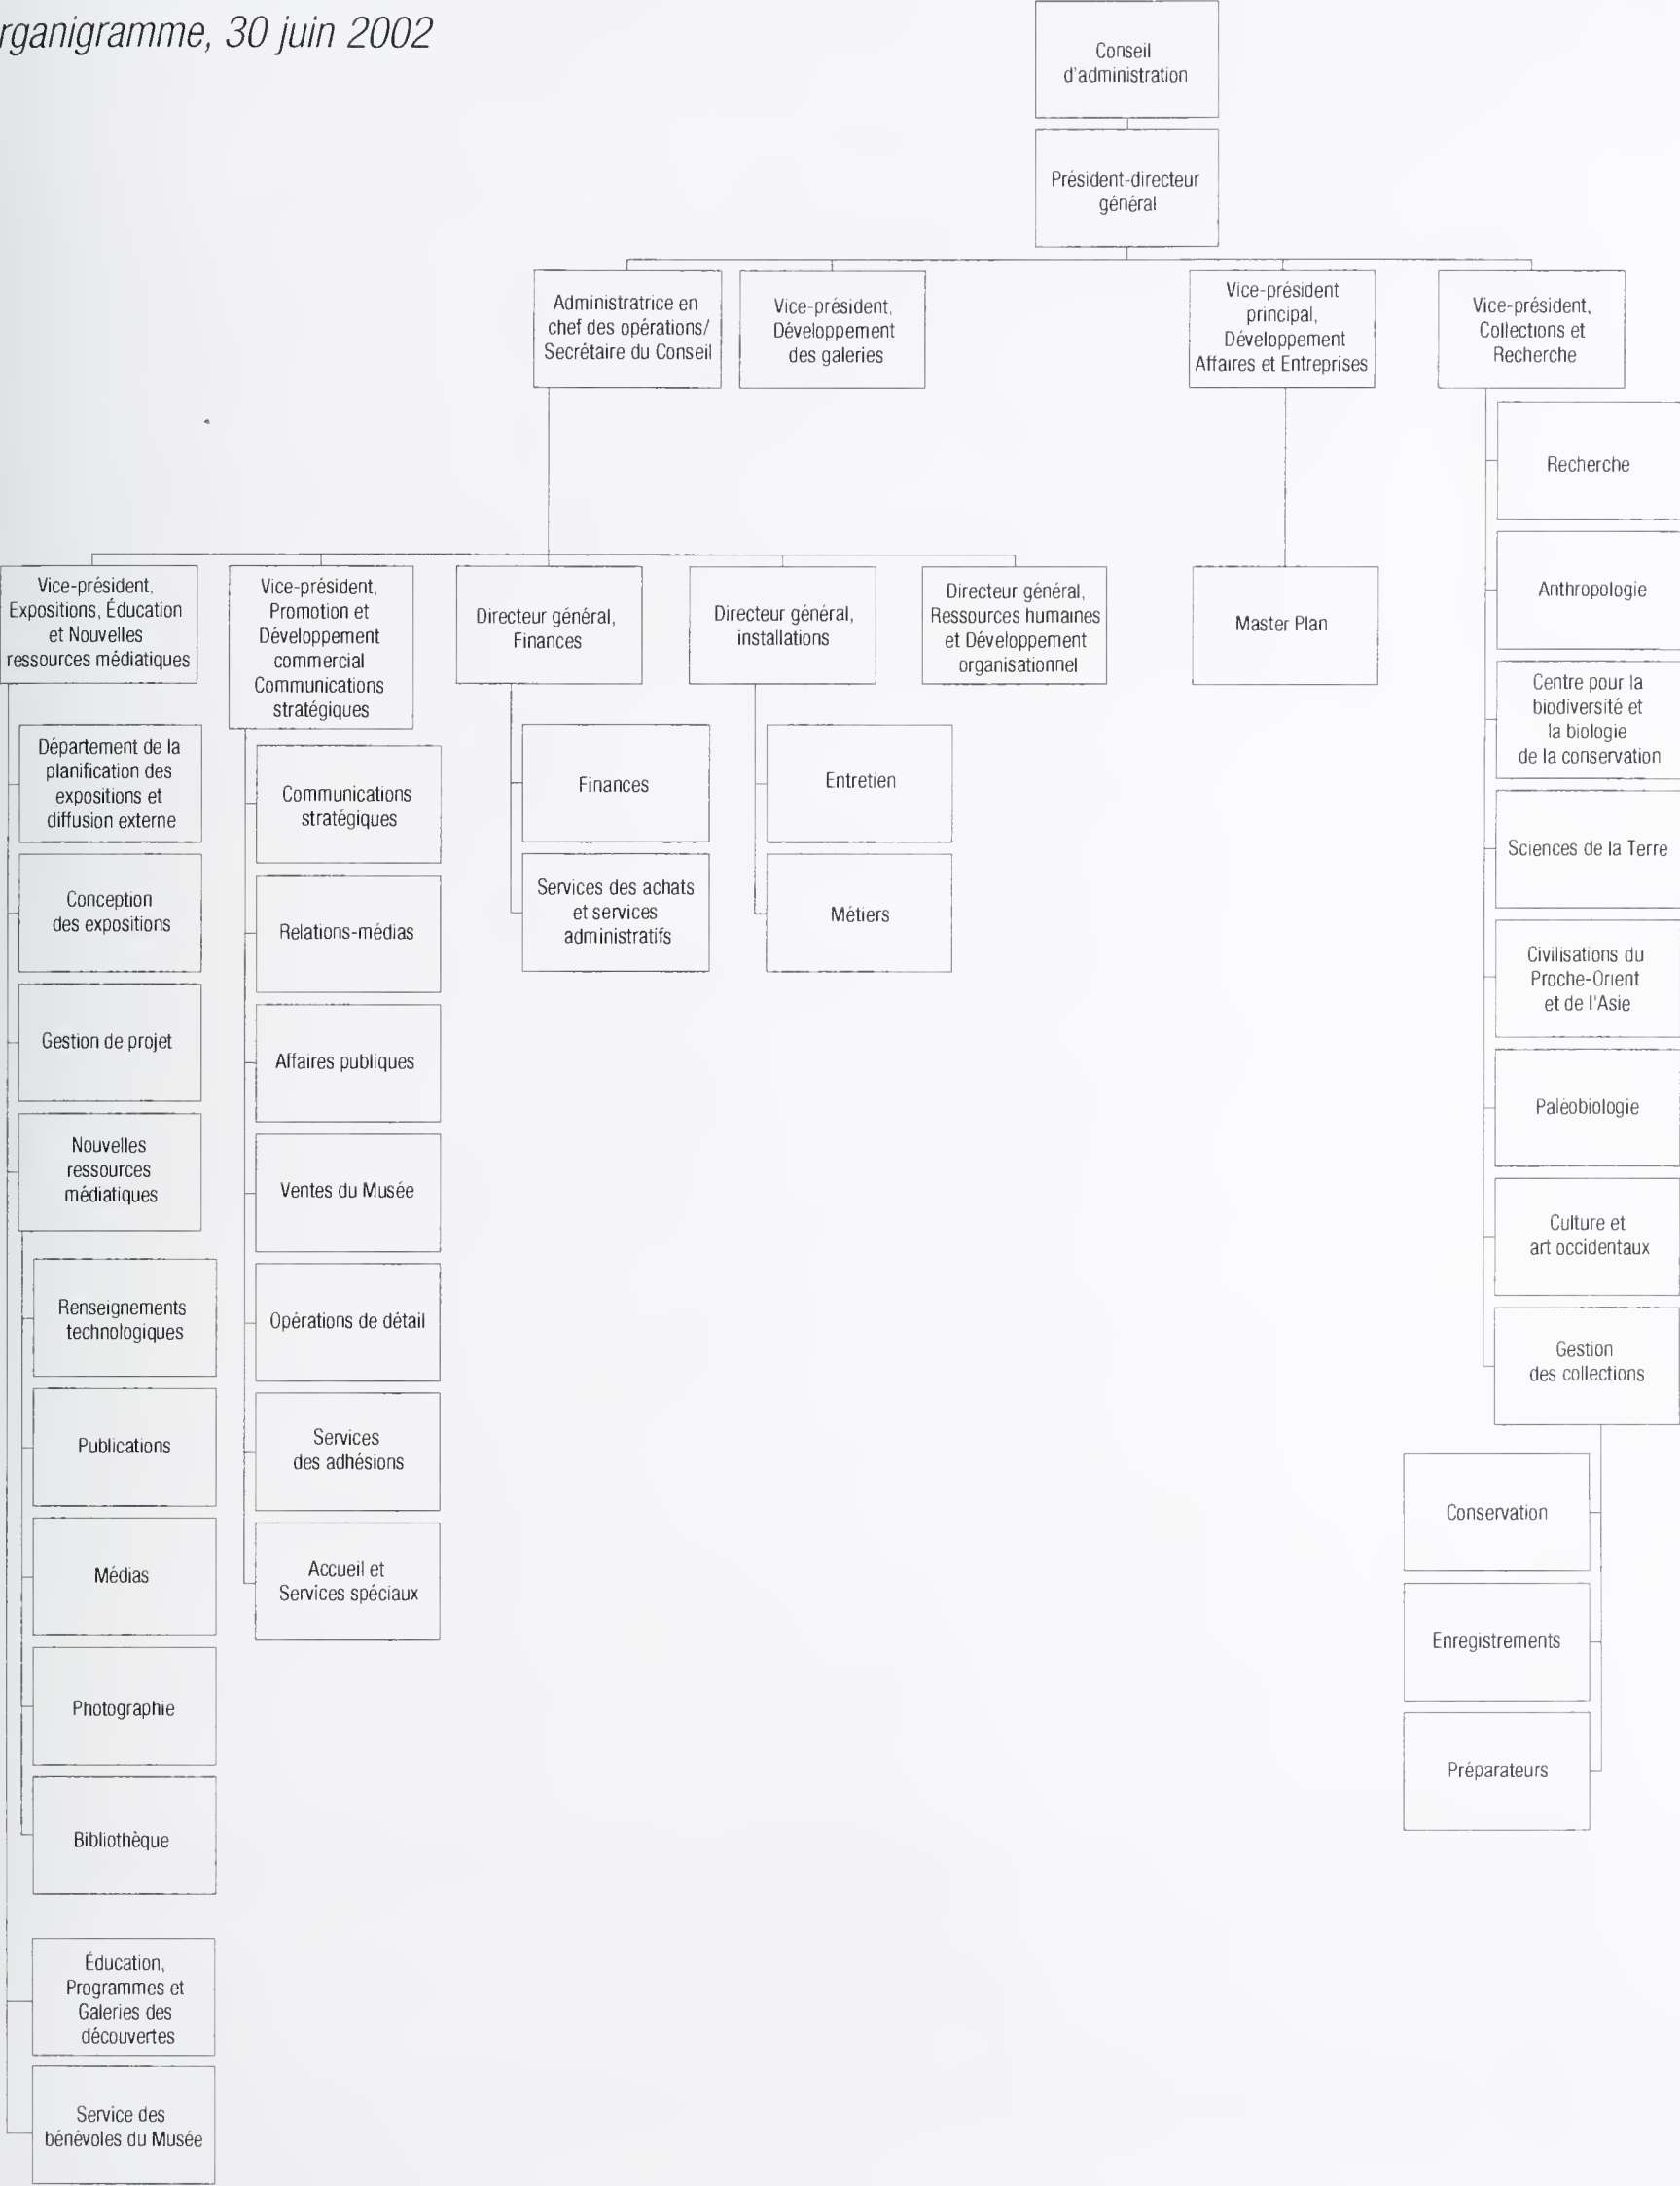 rganigramme, 30 juin 2002
Conseil
d'administration
Président-directeur
général
Administratrice en
chef des opérations/
Secrétaire du Conseil
Vice-président,
Développement
des galeries
Vice-président
principal,
Développement
Affaires et Entreprises
Vice-président,
Collections et
Recherche
Recherche
Anthropologie
Centre pour la
biodiversité et
la biologie
de la conservation
Sciences de la Terre
Civilisations du
Proche-Orient
et de l'Asie
Paléobiologie
Culture et
art occidentaux
Gestion
des collections
Conservation
Enregistrements
Préparateurs
Master Plan
Vice-président,
Expositions, Éducation
et Nouvelles
ressources médiatiques
Vice-président,
Promotion et
Développement
commercial
Communications
stratégiques
Directeur général,
Finances
Directeur général,
installations
Directeur général,
Ressources humaines
et Développement
organisationnel
Département de la
planification des
expositions et
diffusion externe
Conception
des expositions
Gestion de projet
Nouvelles
ressources
médiatiques
Renseignements
technologiques
Publications
Médias
Photographie
Bibliothèque
Éducation,
Programmes et
Galeries des
découvertes
Service des
bénévoles du Musée
Communications
stratégiques
Relations-médias
Affaires publiques
Ventes du Musée
Opérations de détail
Services
des adhésions
Accueil et
Services spéciaux
Finances
Services des achats
et services
administratifs
Entretien
Métiers